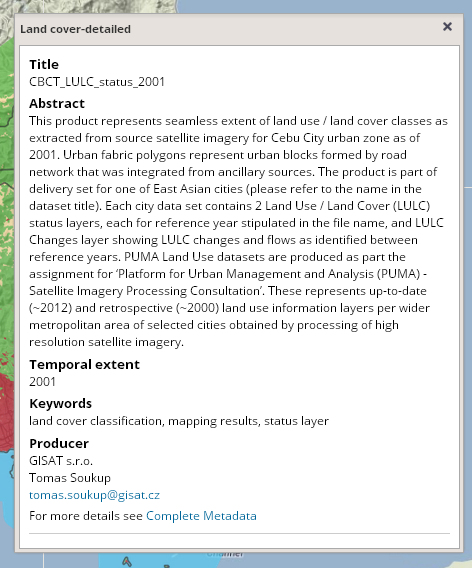 Land cover-detailed
Title
CBCT_LULC_status_2001
Abstract
This product represents seamless extent of land use / land cover classes as
extracted from source satellite imagery for Cebu City urban zone as of
2001. Urban fabric polygons represent urban blocks formed by road
network that was integrated from ancillary sources. The product is part of
delivery set for one of East Asian cities (please refer to the name in the
dataset title). Each city data set contains 2 Land Use / Land Cover (LULC)
status layers, each for reference year stipulated in the file name, and LULC
Changes layer showing LULC changes and flows as identified between
reference years. PUMA Land Use datasets are produced as part the
assignment for ‘Platform for Urban Management and Analysis (PUMA) -
Satellite Imagery Processing Consultation’. These represents up-to-date
(~2012) and retrospective (~2000) land use information layers per wider
metropolitan area of selected cities obtained by processing of high
resolution satellite imagery.
Temporal extent
2001
Keywords
land cover classification, mapping results, status layer
Producer
GISAT s.r.o.
Tomas Soukup
tomas.soukup@gisat.cz
For more details see Complete Metadata
Channel